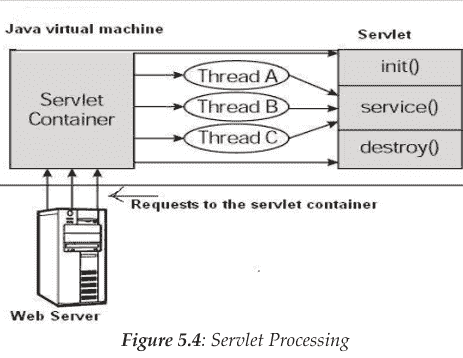 Java virtual machine
Servlet
Servlet
Container
Thread A
Thread B
Thread C
init()
service()
destroy()
Requests to the servlet container
Web Server
Figure 5.4: Servlet Processing